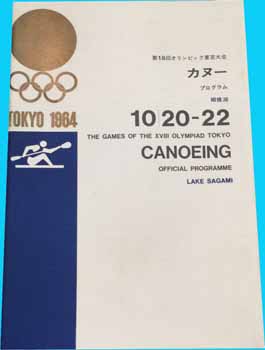 第18回オリンピック東京大会
カヌー
プログラム
相模湖
TOKYO 1964
10/20-22
THE GAMES OF THE XVIII OLYMPIAD TOKYO
CANOEING
OFFICIAL PROGRAMME
LAKE SAGAMI